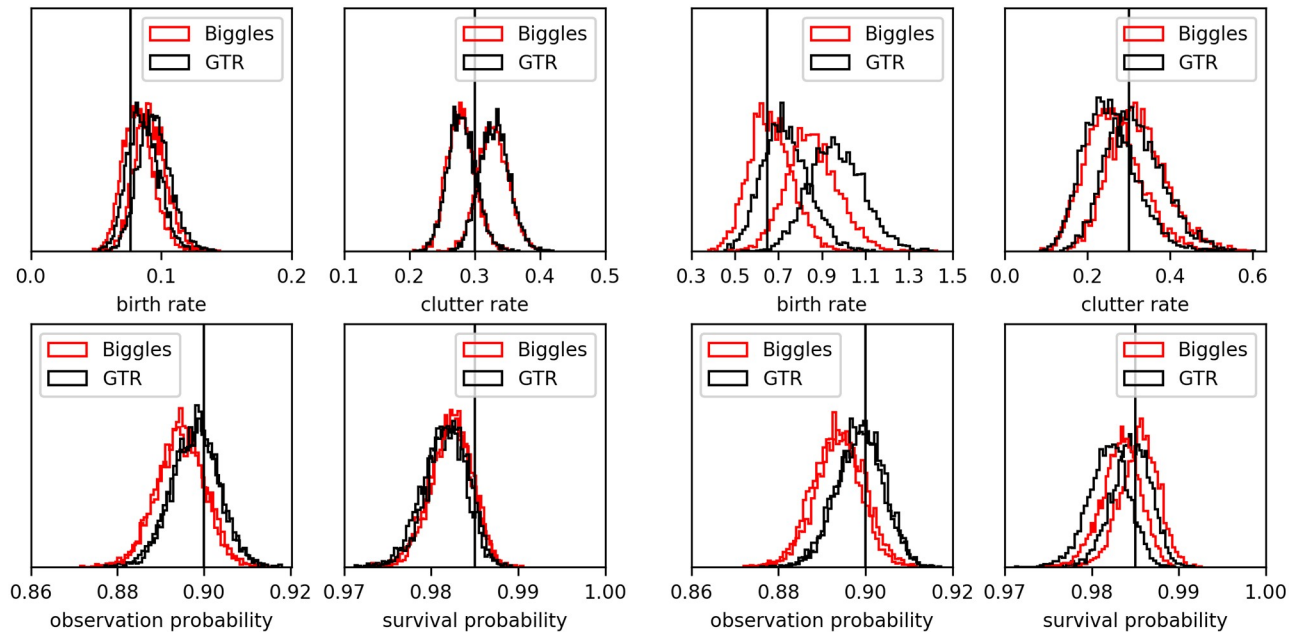 Biggles
GTR
0.0 0.1 0.2
birth rate
Biggles
GTR
0.1 0.2 0.3 0.4 0.5
clutter rate
Biggles
GTR
0.3 0.5 0.7 0.9 1.1 1.3 1.5
birth rate
Biggles
GTR
0.0 0.2 0.4 0.6
clutter rate
Biggles
GTR
0.86 0.88 0.90 0.92
observation probability
Biggles
GTR
0.97 0.98 0.99 1.00
survival probability
Biggles
GTR
0.86 0.88 0.90 0.92
observation probability
Biggles
GTR
0.97 0.98 0.99 1.00
survival probability